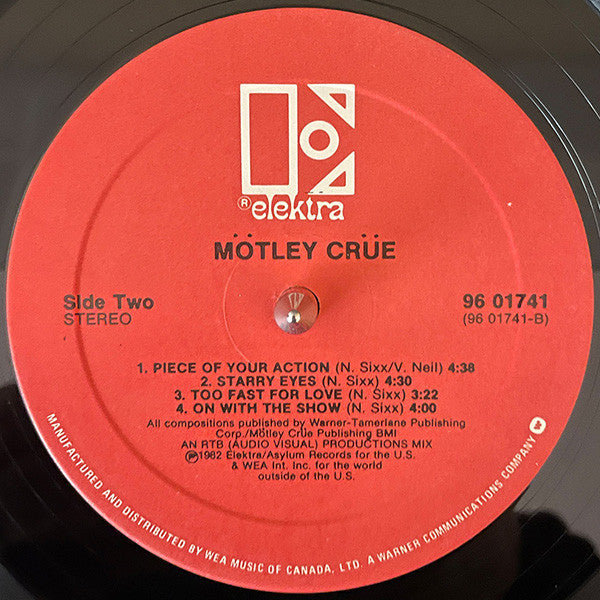 ® elektra
MÖTLEY CRÜE
Side Two
STEREO
96 01741
(96 01741-B)
1. PIECE OF YOUR ACTION (N. Sixx/V. Neil) 4:38
2. STARRY EYES (N. Sixx) 4:30
3. TOO FAST FOR LOVE (N. Sixx) 3:22
4. ON WITH THE SHOW (N. Sixx) 4:00
All compositions published by Warner-Tamerlane Publishing
Corp./Mötley Crüe Publishing BMI
AN RTB (AUDIO VISUAL) PRODUCTIONS MIX
℗1982 Elektra/Asylum Records for the U.S.
& WEA Int. Inc. for the world
outside of the U.S.
MANUFACTURED AND DISTRIBUTED BY WEA MUSIC OF CANADA, LTD. A WARNER COMMUNICATIONS COMPANY